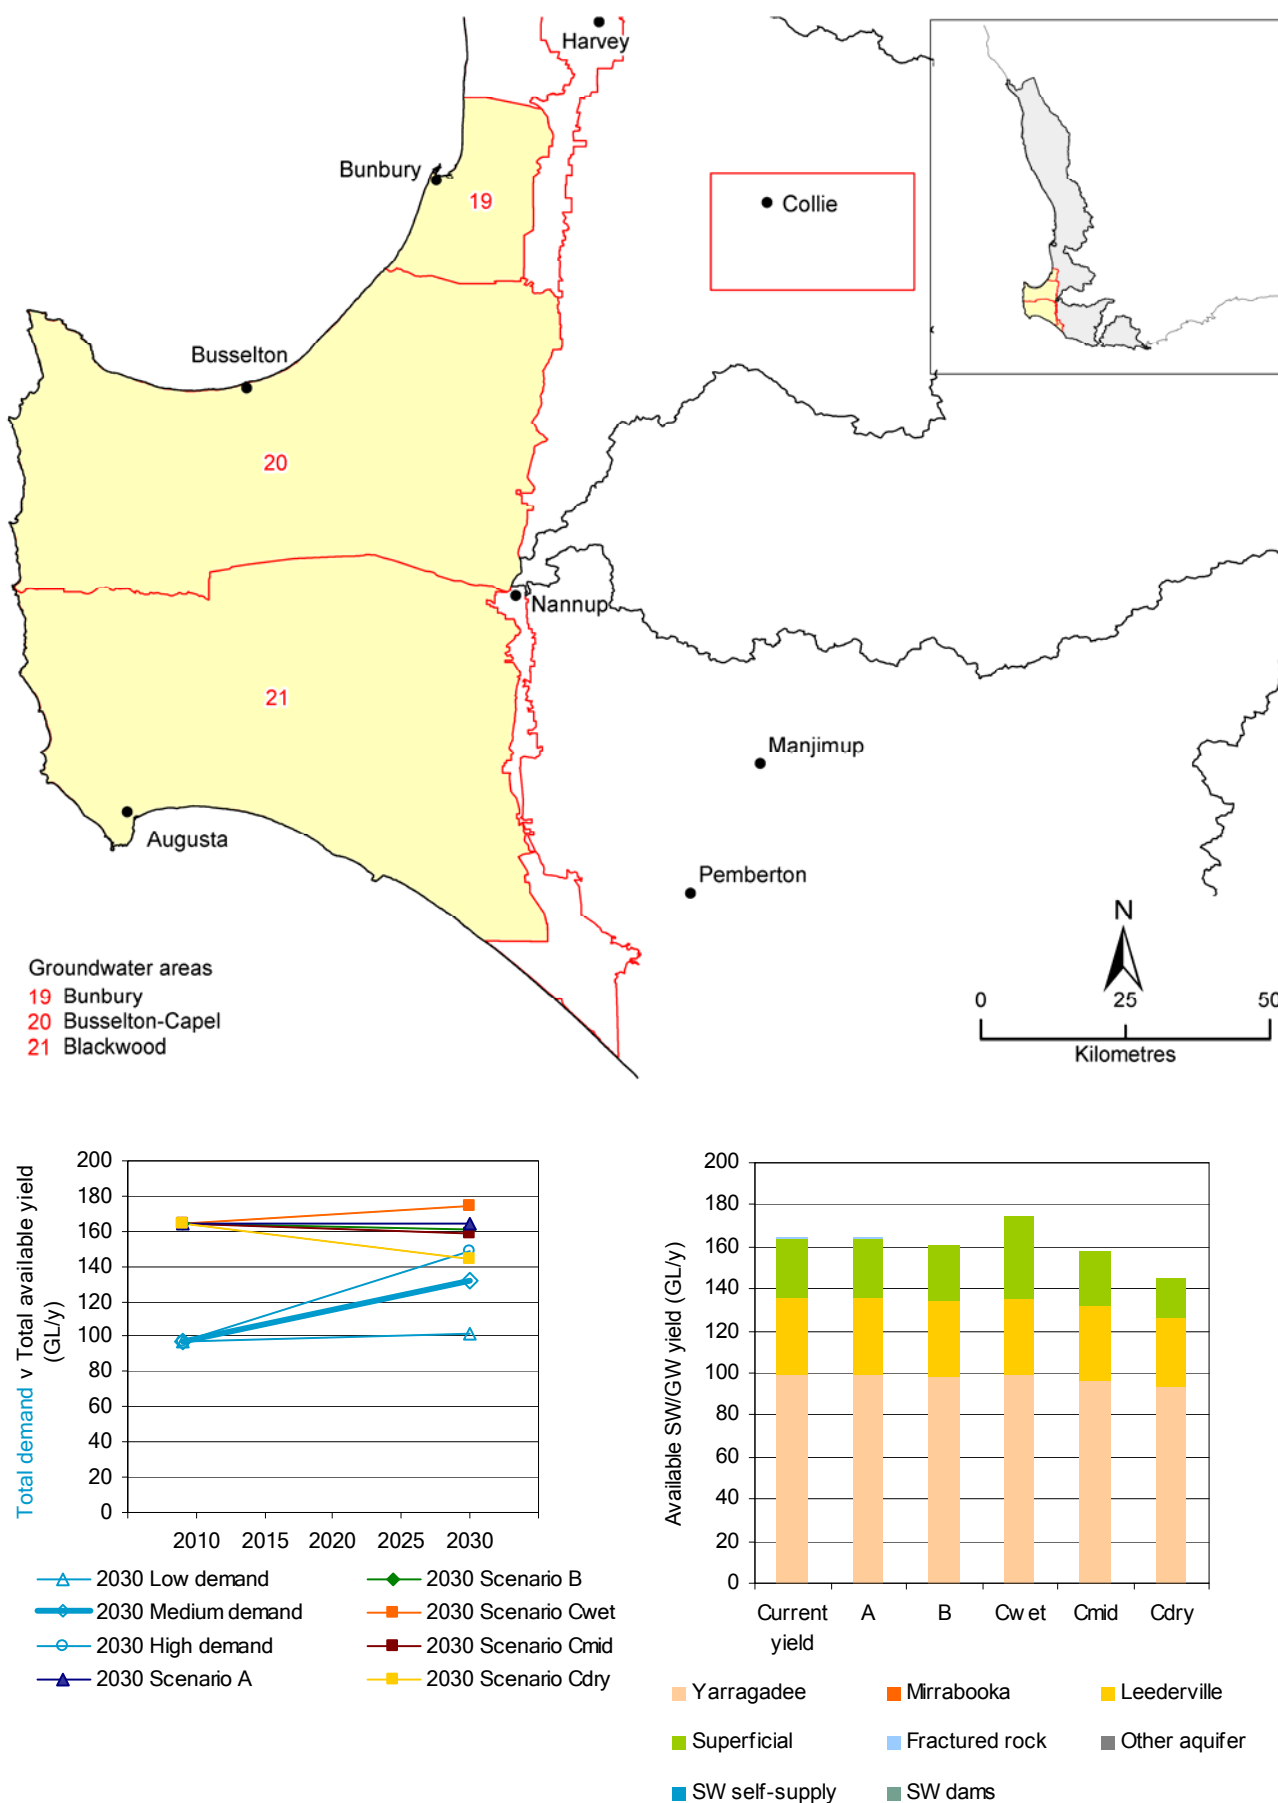 Harvey
Bunbury
19
Collie
Busselton
20
Nannup
21
Manjimup
Augusta
Pemberton
N
0 25 50
Kilometres
Groundwater areas
19 Bunbury
20 Busselton-Capel
21 Blackwood
Total demand v Total available yield
(GL/y)
200
180
160
140
120
100
80
60
40
20
0
2010 2015 2020 2025 2030
2030 Low demand
2030 Scenario B
2030 Medium demand
2030 Scenario Cwet
2030 High demand
2030 Scenario Cmid
2030 Scenario A
2030 Scenario Cdry
Available SW/GW yield (GL/y)
200
180
160
140
120
100
80
60
40
20
0
Current yield A B Cwet Cmid Cdry
Yarragadee Mirrabooka Leederville
Superficial Fractured rock Other aquifer
SW self-supply SW dams